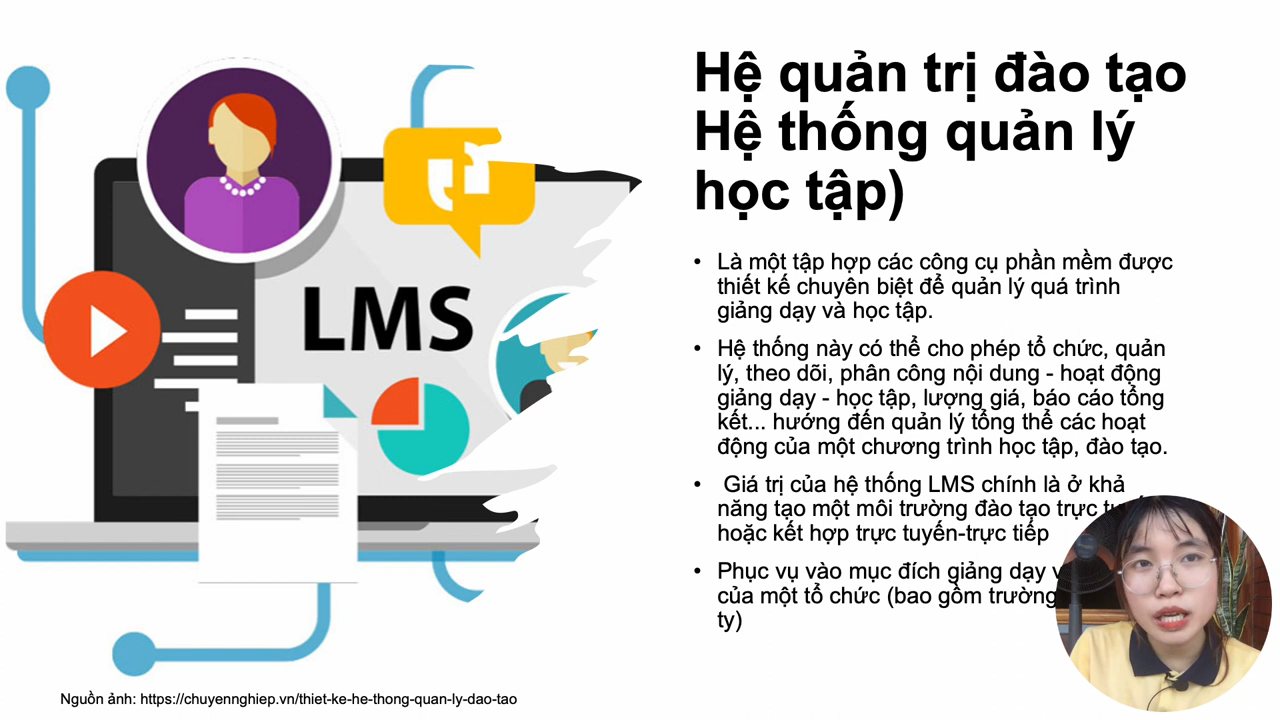 Hệ quản trị đào tạo
Hệ thống quản lý
học tập)
LMS
• Là một tập hợp các công cụ phần mềm được
thiết kế chuyên biệt để quản lý quá trình
giảng dạy và học tập.
• Hệ thống này có thể cho phép tổ chức, quản
lý, theo dõi, phân công nội dung - hoạt động
giảng dạy - học tập, lượng giá, báo cáo tổng
kết... hướng đến quản lý tổng thể các hoạt
động của một chương trình học tập, đào tạo.
• Giá trị của hệ thống LMS chính là ở khả
năng tạo một môi trường đào tạo trực
hoặc kết hợp trực tuyến-trực tiếp
• Phục vụ vào mục đích giảng dạy
của một tổ chức (bao gồm trường
ty)
Nguồn ảnh: https://chuyennghiep.vn/thiet-ke-he-thong-quan-ly-dao-tao